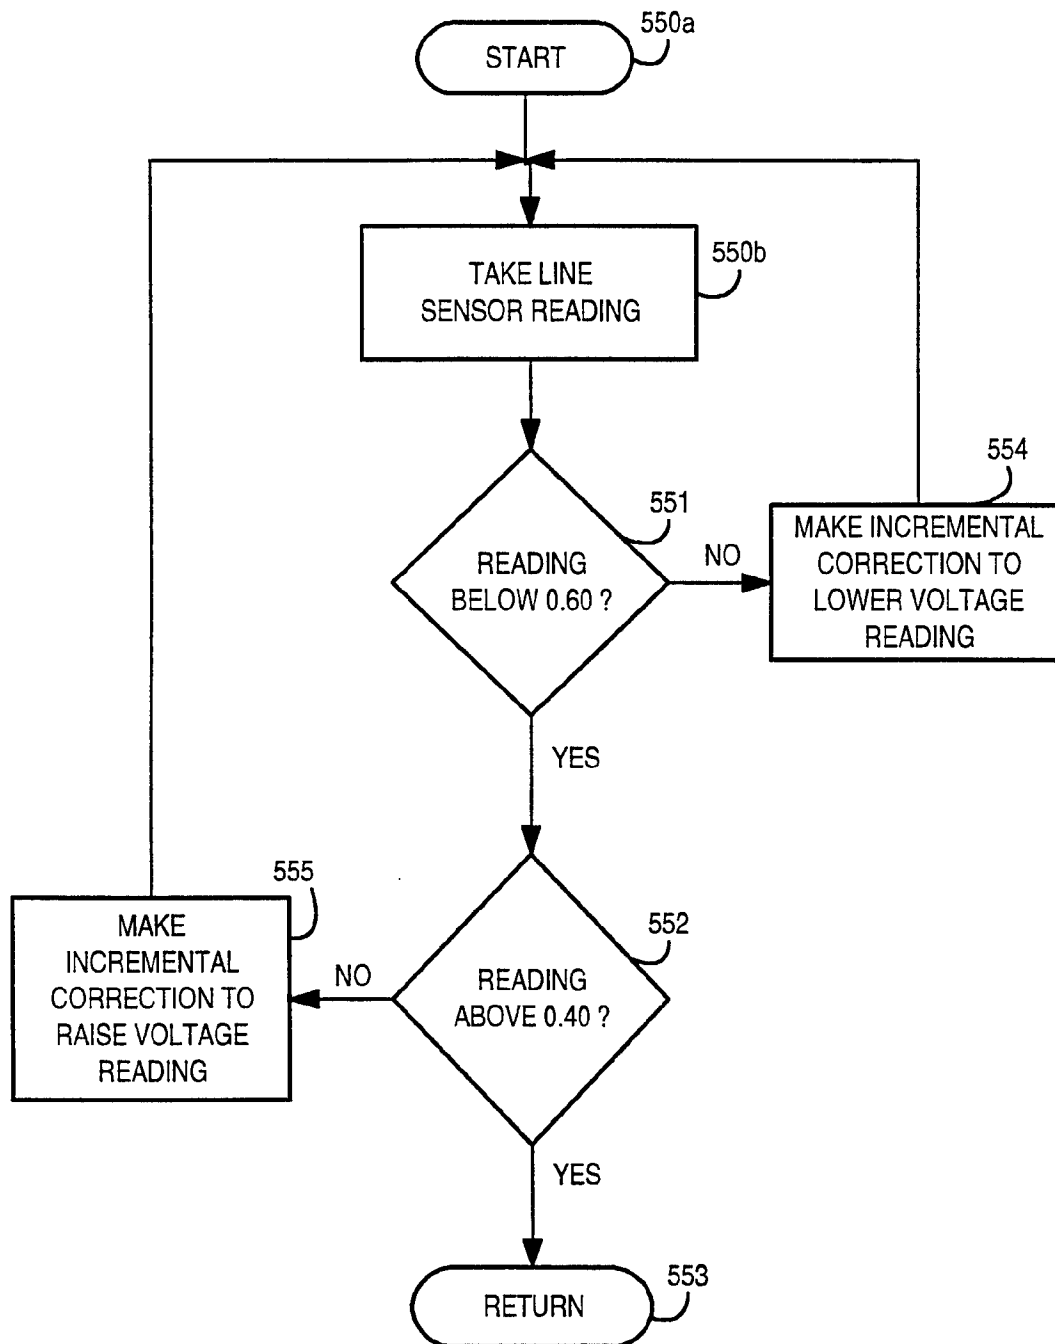 550a
START
550b
TAKE LINE
SENSOR READING
554
551
MAKE INCREMENTAL
CORRECTION TO
LOWER VOLTAGE
READING
NO
READING
BELOW 0.60 ?
YES
555
552
MAKE
INCREMENTAL
CORRECTION TO
RAISE VOLTAGE
READING
NO
READING
ABOVE 0.40 ?
YES
553
RETURN